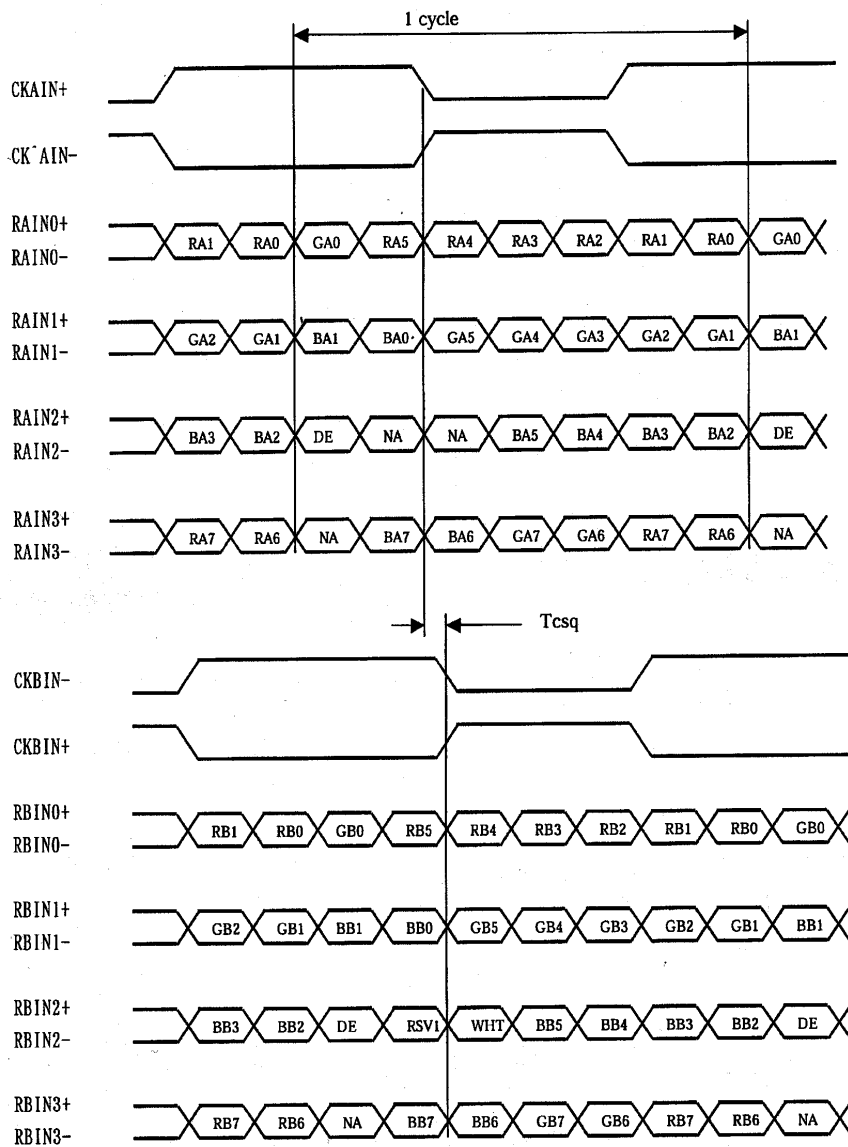 1 cycle
CKAIN+
CK^AIN-
RAIN0+
RA1 RA0 GA0 RA5 RA4 RA3 RA2 RA1 RA0 GA0
RAIN0-
RAIN1+
GA2 GA1 BA1 BA0 GA5 GA4 GA3 GA2 GA1 BA1
RAIN1-
RAIN2+
BA3 BA2 DE NA NA BA5 BA4 BA3 BA2 DE
RAIN2-
RAIN3+
RA7 RA6 NA BA7 BA6 GA7 GA6 RA7 RA6 NA
RAIN3-
Tcsq
CKBIN-
CKBIN+
RBIN0+
RB1 RB0 GB0 RB5 RB4 RB3 RB2 RB1 RB0 GB0
RBIN0-
RBIN1+
GB2 GB1 BB1 BB0 GB5 GB4 GB3 GB2 GB1 BB1
RBIN1-
RBIN2+
BB3 BB2 DE RSV1 WHT BB5 BB4 BB3 BB2 DE
RBIN2-
RBIN3+
RB7 RB6 NA BB7 BB6 GB7 GB6 RB7 RB6 NA
RBIN3-